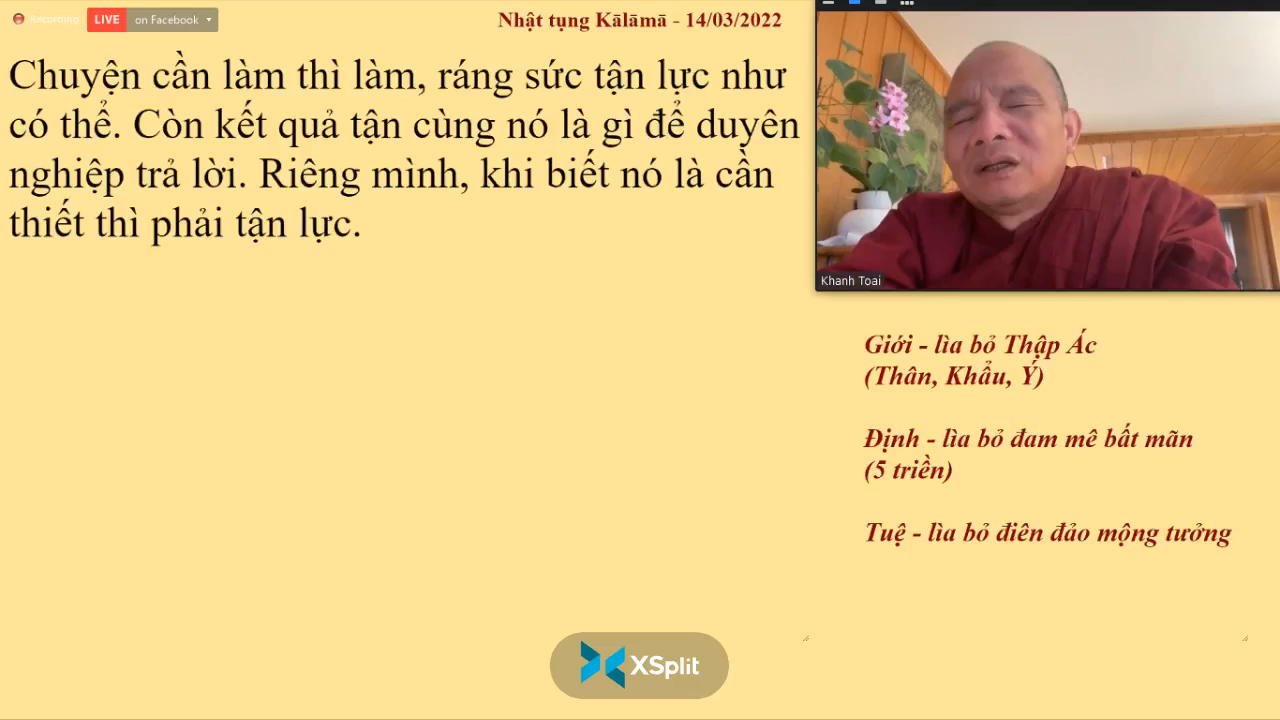 Recording
LIVE on Facebook
Nhật tụng Kālāmā - 14/03/2022
Chuyện cần làm thì làm, ráng sức tận lực như
có thể. Còn kết quả tận cùng nó là gì để duyên
nghiệp trả lời. Riêng mình, khi biết nó là cần
thiết thì phải tận lực.
Khanh Toai
Giới - lìa bỏ Thập Ác
(Thân, Khẩu, Ý)
Định - lìa bỏ đam mê bất mãn
(5 triền)
Tuệ - lìa bỏ điên đảo mộng tưởng
XSplit